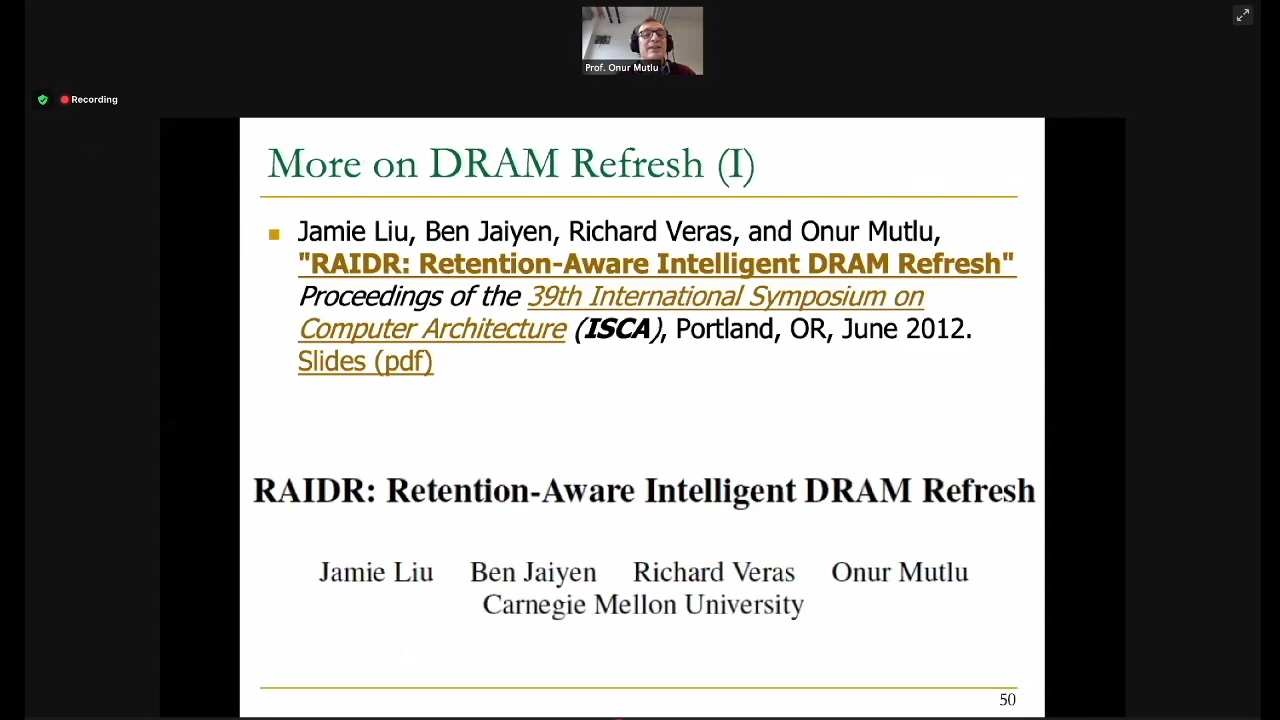 Prof. Onur Mutlu
Recording
More on DRAM Refresh (I)
Jamie Liu, Ben Jaiyen, Richard Veras, and Onur Mutlu,
"RAIDR: Retention-Aware Intelligent DRAM Refresh"
Proceedings of the 39th International Symposium on
Computer Architecture (ISCA), Portland, OR, June 2012.
Slides (pdf)
RAIDR: Retention-Aware Intelligent DRAM Refresh
Jamie Liu Ben Jaiyen Richard Veras Onur Mutlu
Carnegie Mellon University
50